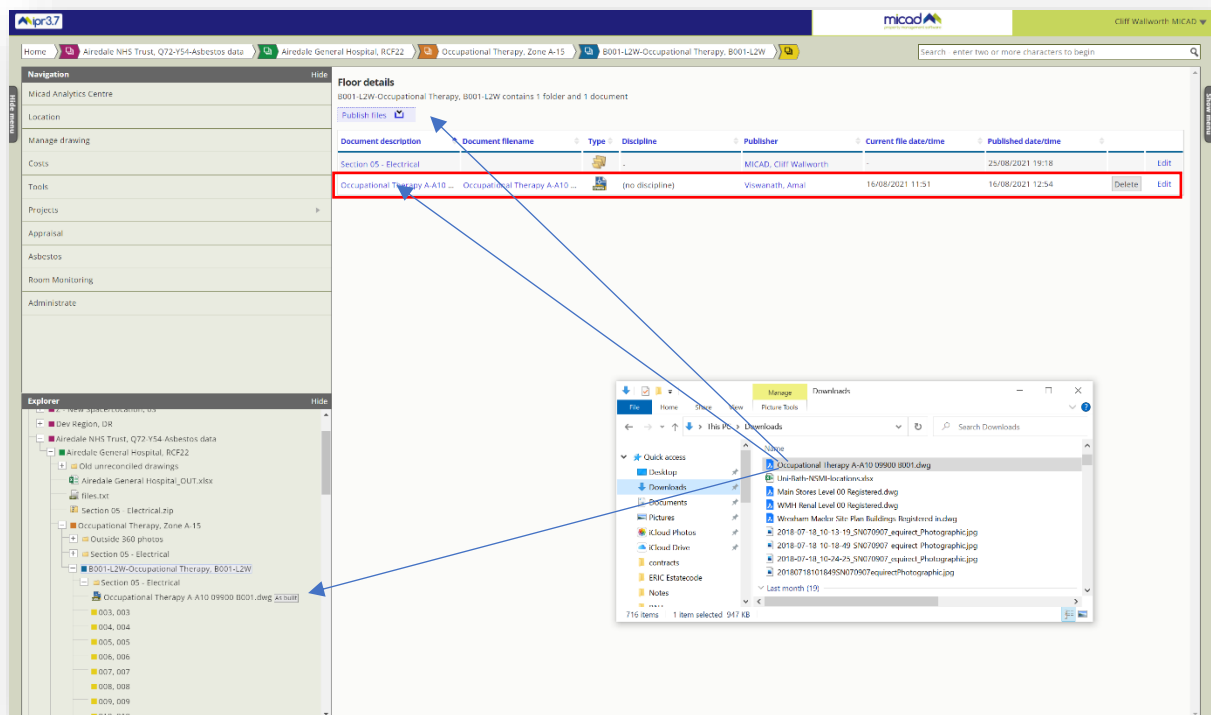 ipr3.7
micad
Cliff Wallworth MICAD
Home Airedale NHS Trust, Q72-Y54-Asbestos data Airedale General Hospital, RCF22 Occupational Therapy, Zone A-15 B001-L2W-Occupational Therapy, B001-L2W
Search - enter two or more characters to begin
Hide menu
Show menu
Navigation Hide
Micad Analytics Centre
Location
Manage drawing
Costs
Tools
Projects
Appraisal
Asbestos
Room Monitoring
Administrate
Floor details
B001-L2W-Occupational Therapy, B001-L2W contains 1 folder and 1 document
Publish files
Document description Document filename Type Discipline Publisher Current file date/time Published date/time
Section 05 - Electrical - MICAD, Cliff Wallworth - 25/08/2021 19:18 Edit
Occupational Therapy A-A10 ... Occupational Therapy A-A10 ... (no discipline) Viswanath, Amal 16/08/2021 11:51 16/08/2021 12:54 Delete Edit
Explorer Hide
Dev Region, DR
Airedale NHS Trust, Q72-Y54-Asbestos data
Airedale General Hospital, RCF22
Old unreconciled drawings
Airedale General Hospital_OUT.xlsx
files.txt
Section 05 - Electrical.zip
Occupational Therapy, Zone A-15
Outside 360 photos
Section 05 - Electrical
B001-L2W-Occupational Therapy, B001-L2W
Section 05 - Electrical
Occupational Therapy A A10 09900 B001.dwg As built
003, 003
004, 004
005, 005
006, 006
007, 007
008, 008
009, 009
Manage Downloads
File Home Share View Picture Tools
This PC > Downloads
Search Downloads
Name
Quick access
Desktop
Downloads
Documents
Pictures
iCloud Photos
iCloud Drive
contracts
ERIC Estatecode
Notes
Occupational Therapy A-A10 09900 B001.dwg
Uni-Bath-NSMI-locations.xlsx
Main Stores Level 00 Registered.dwg
WMH Renal Level 00 Registered.dwg
Wrexham Maelor Site Plan Buildings Registered in.dwg
2018-07-18_10-13-19_SN070907_equirect_Photographic.jpg
2018-07-18 10-18-49 SN070907 equirect Photographic.jpg
2018-07-18_10-24-25_SN070907_equirect_Photographic.jpg
20180718101849SN070907equirectPhotographic.jpg
Last month (19)
716 items 1 item selected 947 KB